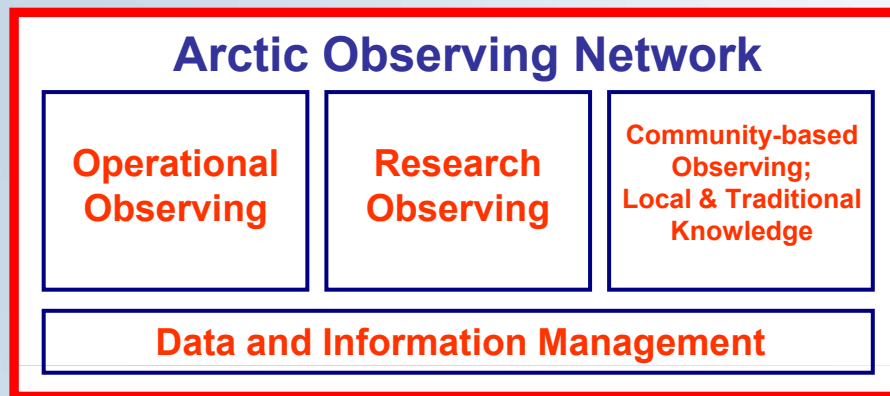 Arctic Observing Network
Operational
Observing
Research
Observing
Community-based
Observing;
Local & Traditional
Knowledge
Data and Information Management